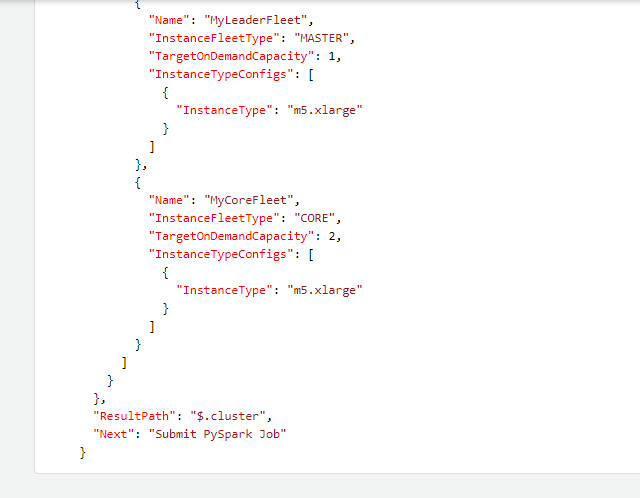 {
"Name": "MyLeaderFleet",
"InstanceFleetType": "MASTER",
"TargetOnDemandCapacity": 1,
"InstanceTypeConfigs": [
{
"InstanceType": "m5.xlarge"
}
]
},
{
"Name": "MyCoreFleet",
"InstanceFleetType": "CORE",
"TargetOnDemandCapacity": 2,
"InstanceTypeConfigs": [
{
"InstanceType": "m5.xlarge"
}
]
}
]
}
},
"ResultPath": "$.cluster",
"Next": "Submit PySpark Job"
}